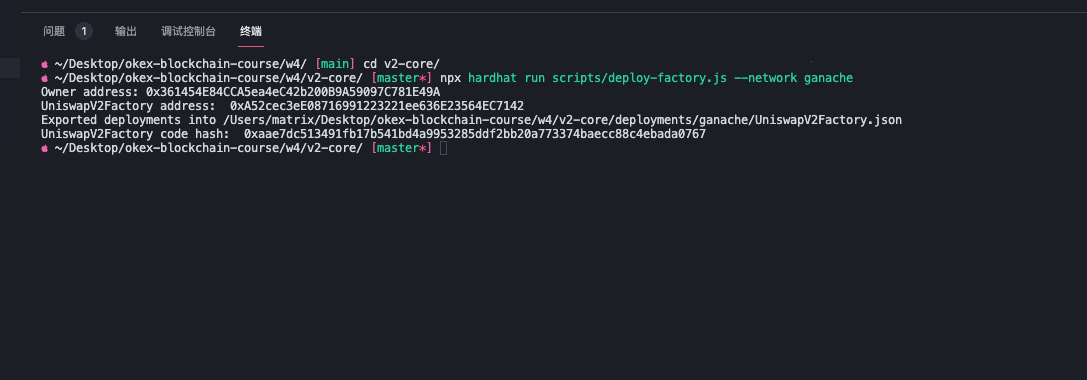 问题 1 输出 调试控制台 终端
~/Desktop/okex-blockchain-course/w4/ [main] cd v2-core/
~/Desktop/okex-blockchain-course/w4/v2-core/ [master*] npx hardhat run scripts/deploy-factory.js --network ganache
Owner address: 0x361454E84CCA5ea4eC42b200B9A59097C781E49A
UniswapV2Factory address:  0xA52cec3eE08716991223221ee636E23564EC7142
Exported deployments into /Users/matrix/Desktop/okex-blockchain-course/w4/v2-core/deployments/ganache/UniswapV2Factory.json
UniswapV2Factory code hash:  0xaae7dc513491fb17b541bd4a9953285ddf2bb20a773374baecc88c4ebada0767
~/Desktop/okex-blockchain-course/w4/v2-core/ [master*]